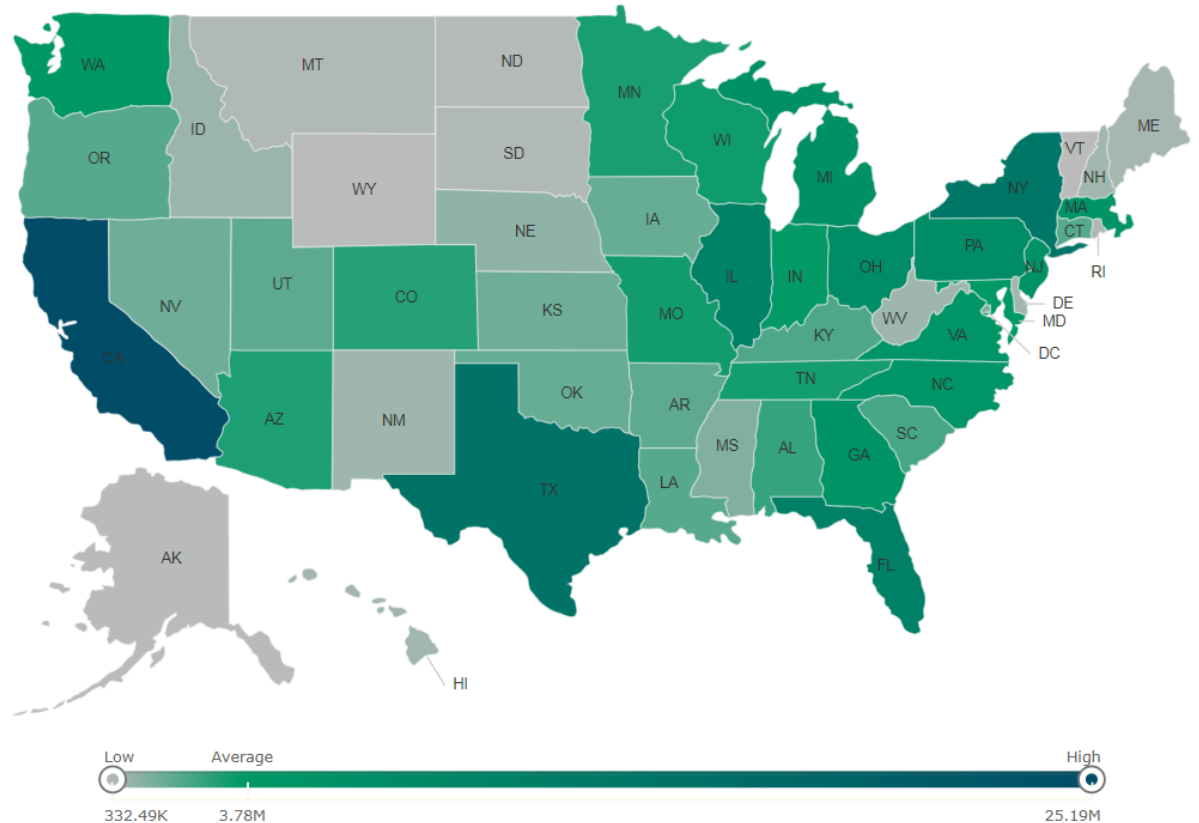 WA
MT
ND
MN
ME
ID
VT
OR
WI
NH
SD
MI
NY
WY
MA
IA
CT
NE
PA
RI
NJ
OH
IL
IN
UT
CO
NV
DE
KS
MO
WV
MD
KY
VA
DC
CA
TN
NC
OK
AR
AZ
NM
SC
MS
AL
GA
LA
TX
AK
FL
HI
Low
Average
High
332.49K
3.78M
25.19M